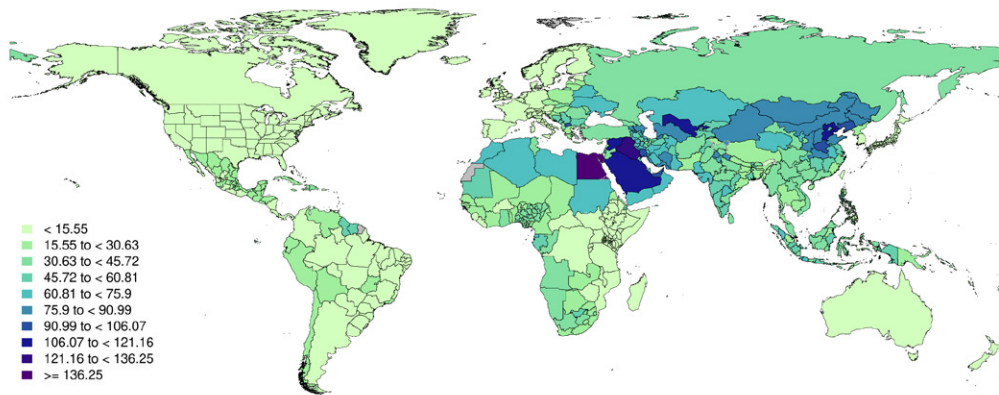 < 15.55
15.55 to < 30.63
30.63 to < 45.72
45.72 to < 60.81
60.81 to < 75.9
75.9 to < 90.99
90.99 to < 106.07
106.07 to < 121.16
121.16 to < 136.25
>= 136.25